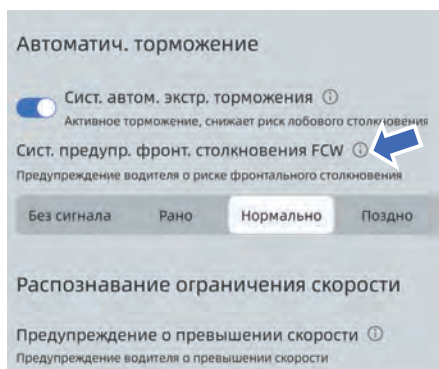 Автоматич. торможение
Сист. автом. экстр. торможения ⓘ
Активное торможение, снижает риск лобового столкновения
Сист. предупр. фронт. столкновения FCW ⓘ
Предупреждение водителя о риске фронтального столкновения
Без сигнала Рано Нормально Поздно
Распознавание ограничения скорости
Предупреждение о превышении скорости ⓘ
Предупреждение водителя о превышении скорости